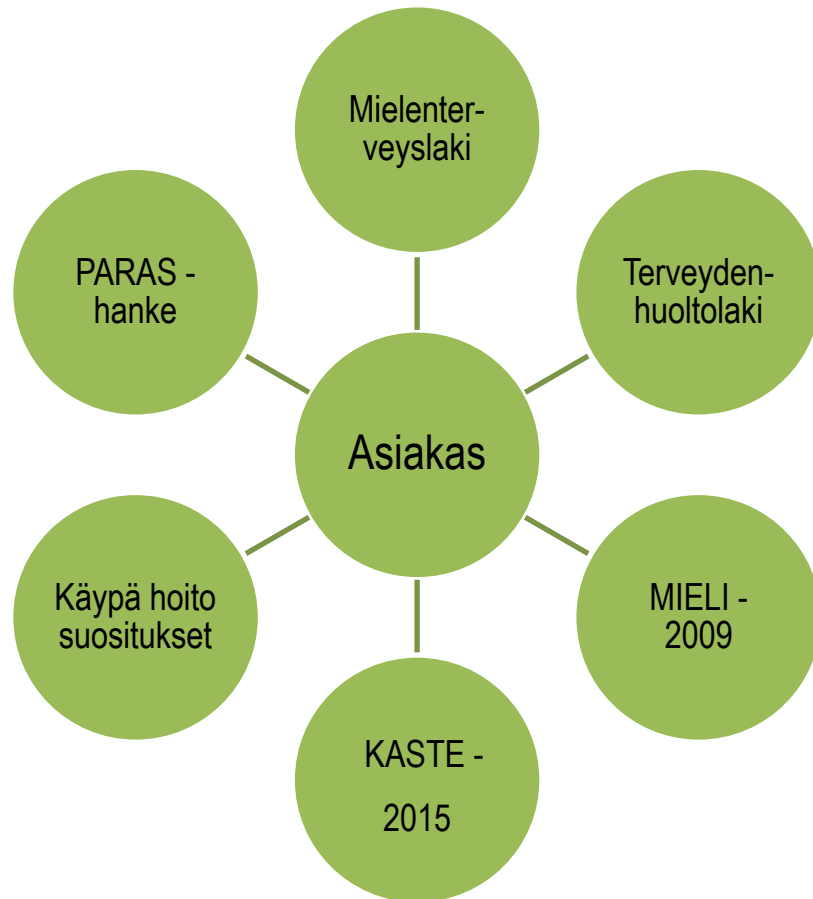 Mielenter-
veyslaki
PARAS -
hanke
Terveyden-
huoltolaki
Asiakas
Käypä hoito
suositukset
MIELI -
2009
KASTE -
2015